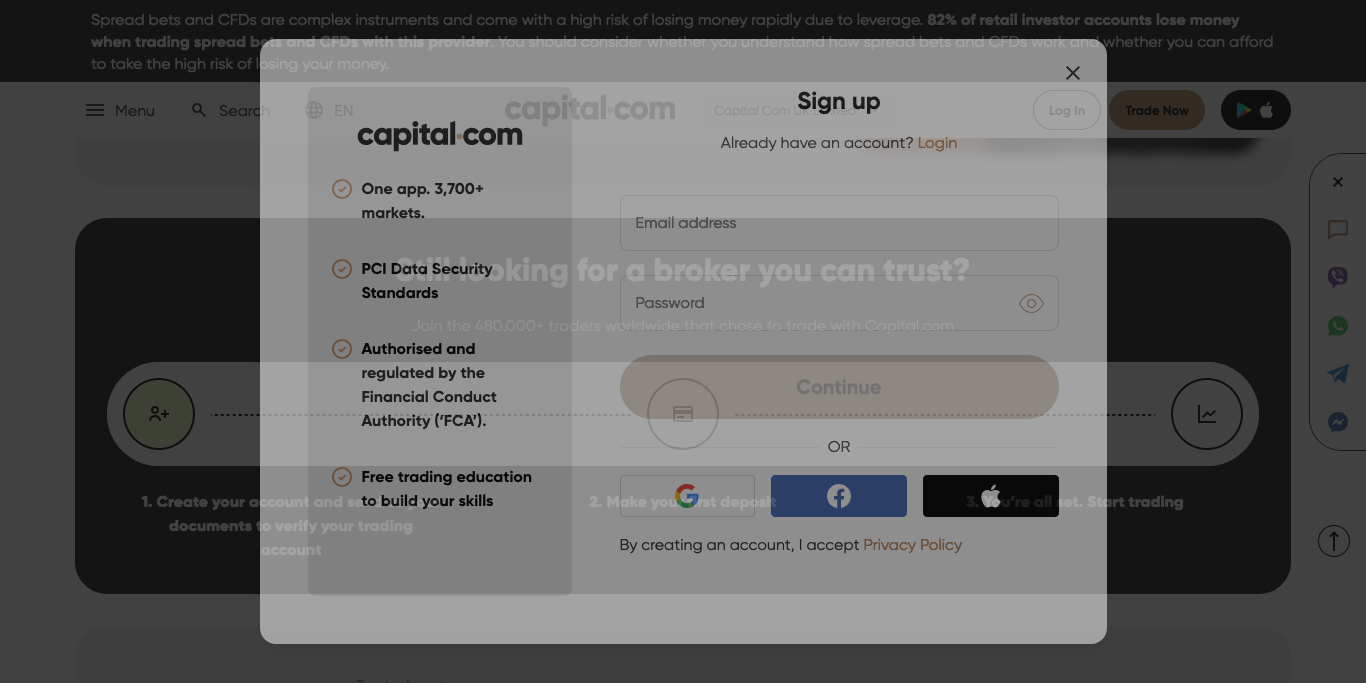 Spread bets and CFDs are complex instruments and come with a high risk of losing money rapidly due to leverage. 82% of retail investor accounts lose money
when trading spread bets and CFDs with this provider. You should consider whether you understand how spread bets and CFDs work and whether you can afford
to take the high risk of losing your money.
Menu
Search
EN
capital.com
Capital Com UK Limited
Log In
Trade Now
capital.com
One app. 3,700+
markets.
PCI Data Security
Standards
Authorised and
regulated by the
Financial Conduct
Authority (‘FCA’).
Free trading education
to build your skills
Sign up
Already have an account? Login
Email address
Password
Continue
OR
By creating an account, I accept Privacy Policy
Still looking for a broker you can trust?
Join the 480.000+ traders worldwide that chose to trade with Capital.com
1. Create your account and
documents to verify your trading
account
2. Make your first deposit
3. You’re all set. Start trading